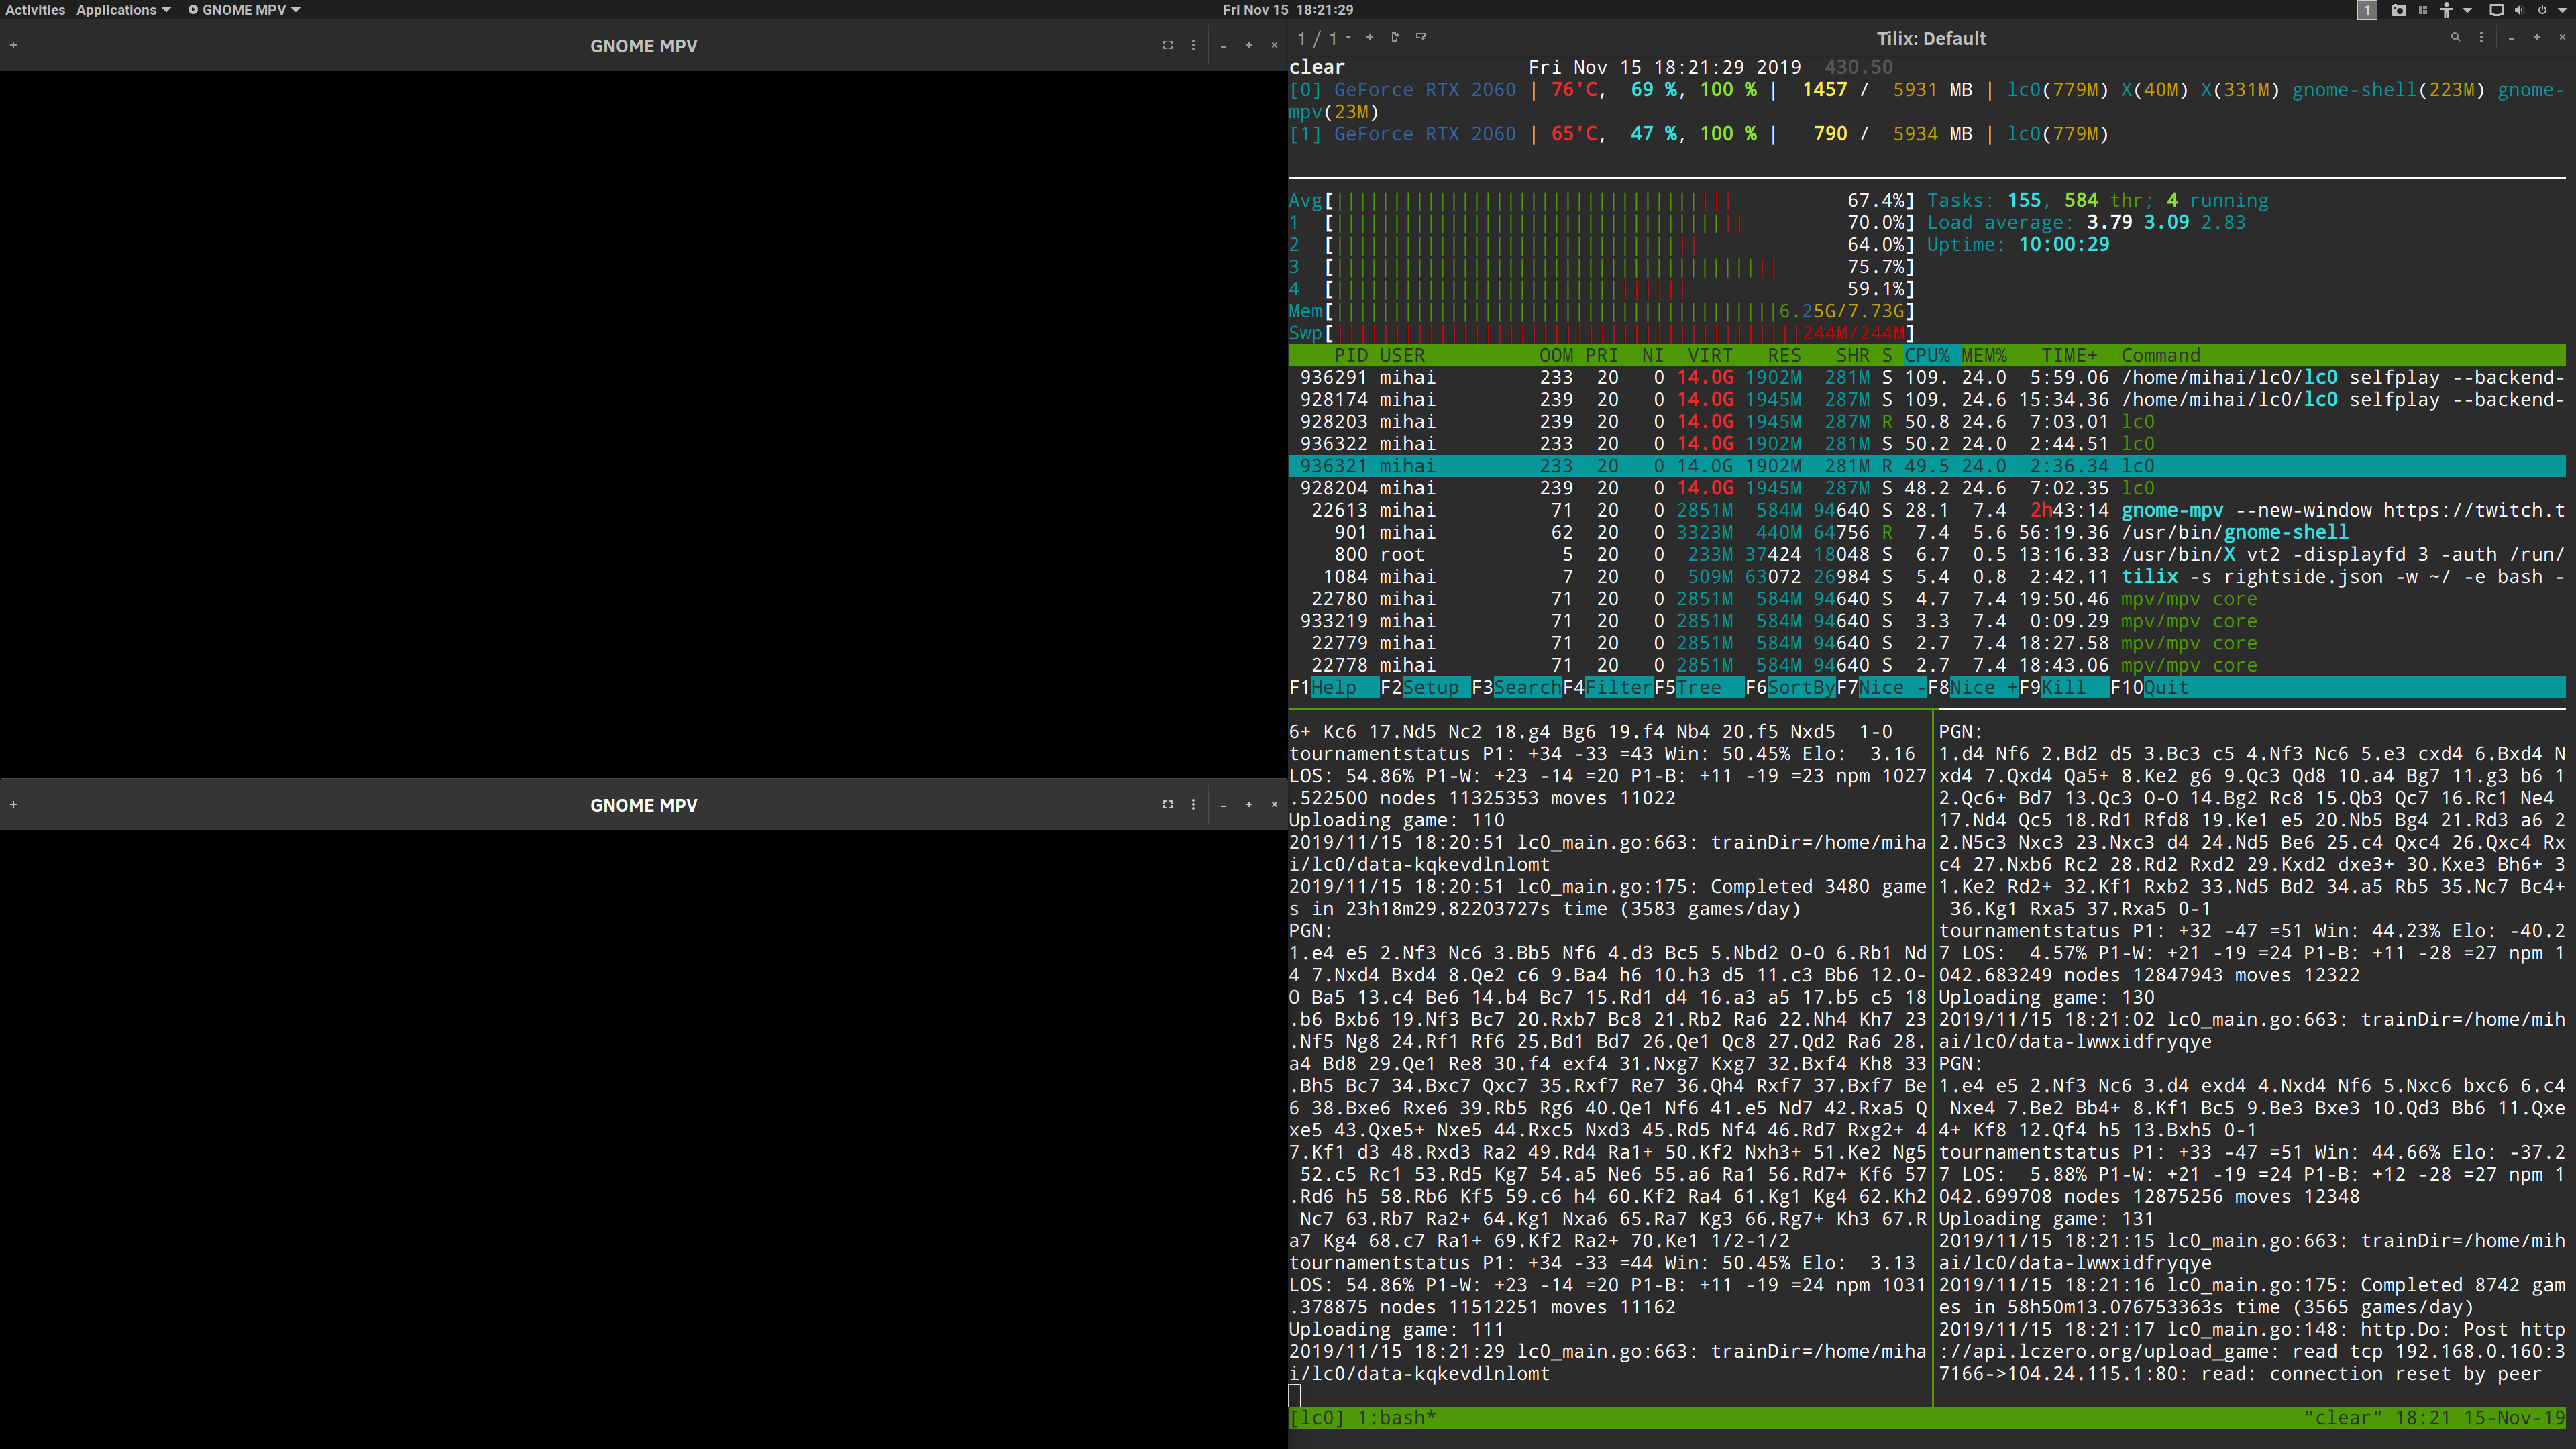 Activities Applications GNOME MPV Fri Nov 15 18:21:29 1
GNOME MPV
1 / 1 Tilix: Default
clear Fri Nov 15 18:21:29 2019 430.50
[0] GeForce RTX 2060 | 76'C, 69 %, 100 % | 1457 / 5931 MB | lc0(779M) X(40M) X(331M) gnome-shell(223M) gnome-
mpv(23M)
[1] GeForce RTX 2060 | 65'C, 47 %, 100 % | 790 / 5934 MB | lc0(779M)
Avg[ 67.4%] Tasks: 155, 584 thr; 4 running
1 [ 70.0%] Load average: 3.79 3.09 2.83
2 [ 64.0%] Uptime: 10:00:29
3 [ 75.7%]
4 [ 59.1%]
Mem[ 6.25G/7.73G]
Swp[ 244M/244M]
PID USER OOM PRI NI VIRT RES SHR S CPU% MEM% TIME+ Command
936291 mihai 233 20 0 14.0G 1902M 281M S 109. 24.0 5:59.06 /home/mihai/lc0/lc0 selfplay --backend-
928174 mihai 239 20 0 14.0G 1945M 287M S 109. 24.6 15:34.36 /home/mihai/lc0/lc0 selfplay --backend-
928203 mihai 239 20 0 14.0G 1945M 287M R 50.8 24.6 7:03.01 lc0
936322 mihai 233 20 0 14.0G 1902M 281M S 50.2 24.0 2:44.51 lc0
936321 mihai 233 20 0 14.0G 1902M 281M R 49.5 24.0 2:36.34 lc0
928204 mihai 239 20 0 14.0G 1945M 287M S 48.2 24.6 7:02.35 lc0
22613 mihai 71 20 0 2851M 584M 94640 S 28.1 7.4 2h43:14 gnome-mpv --new-window https://twitch.t
901 mihai 62 20 0 3323M 440M 64756 R 7.4 5.6 56:19.36 /usr/bin/gnome-shell
800 root 5 20 0 233M 37424 18048 S 6.7 0.5 13:16.33 /usr/bin/X vt2 -displayfd 3 -auth /run/
1084 mihai 7 20 0 509M 63072 26984 S 5.4 0.8 2:42.11 tilix -s rightside.json -w ~/ -e bash -
22780 mihai 71 20 0 2851M 584M 94640 S 4.7 7.4 19:50.46 mpv/mpv core
933219 mihai 71 20 0 2851M 584M 94640 S 3.3 7.4 0:09.29 mpv/mpv core
22779 mihai 71 20 0 2851M 584M 94640 S 2.7 7.4 18:27.58 mpv/mpv core
22778 mihai 71 20 0 2851M 584M 94640 S 2.7 7.4 18:43.06 mpv/mpv core
F1Help F2Setup F3SearchF4FilterF5Tree F6SortByF7Nice -F8Nice +F9Kill F10Quit
GNOME MPV
6+ Kc6 17.Nd5 Nc2 18.g4 Bg6 19.f4 Nb4 20.f5 Nxd5 1-0
tournamentstatus P1: +34 -33 =43 Win: 50.45% Elo: 3.16
LOS: 54.86% P1-W: +23 -14 =20 P1-B: +11 -19 =23 npm 1027
.522500 nodes 11325353 moves 11022
Uploading game: 110
2019/11/15 18:20:51 lc0_main.go:663: trainDir=/home/miha
i/lc0/data-kqkevdlnlomt
2019/11/15 18:20:51 lc0_main.go:175: Completed 3480 game
s in 23h18m29.82203727s time (3583 games/day)
PGN:
1.e4 e5 2.Nf3 Nc6 3.Bb5 Nf6 4.d3 Bc5 5.Nbd2 O-O 6.Rb1 Nd
4 7.Nxd4 Bxd4 8.Qe2 c6 9.Ba4 h6 10.h3 d5 11.c3 Bb6 12.O-
O Ba5 13.c4 Be6 14.b4 Bc7 15.Rd1 d4 16.a3 a5 17.b5 c5 18
.b6 Bxb6 19.Nf3 Bc7 20.Rxb7 Bc8 21.Rb2 Ra6 22.Nh4 Kh7 23
.Nf5 Ng8 24.Rf1 Rf6 25.Bd1 Bd7 26.Qe1 Qc8 27.Qd2 Ra6 28.
a4 Bd8 29.Qe1 Re8 30.f4 exf4 31.Nxg7 Kxg7 32.Bxf4 Kh8 33
.Bh5 Bc7 34.Bxc7 Qxc7 35.Rxf7 Re7 36.Qh4 Rxf7 37.Bxf7 Be
6 38.Bxe6 Rxe6 39.Rb5 Rg6 40.Qe1 Nf6 41.e5 Nd7 42.Rxa5 Q
xe5 43.Qxe5+ Nxe5 44.Rxc5 Nxd3 45.Rd5 Nf4 46.Rd7 Rxg2+ 4
7.Kf1 d3 48.Rxd3 Ra2 49.Rd4 Ra1+ 50.Kf2 Nxh3+ 51.Ke2 Ng5
52.c5 Rc1 53.Rd5 Kg7 54.a5 Ne6 55.a6 Ra1 56.Rd7+ Kf6 57
.Rd6 h5 58.Rb6 Kf5 59.c6 h4 60.Kf2 Ra4 61.Kg1 Kg4 62.Kh2
Nc7 63.Rb7 Ra2+ 64.Kg1 Nxa6 65.Ra7 Kg3 66.Rg7+ Kh3 67.R
a7 Kg4 68.c7 Ra1+ 69.Kf2 Ra2+ 70.Ke1 1/2-1/2
tournamentstatus P1: +34 -33 =44 Win: 50.45% Elo: 3.13
LOS: 54.86% P1-W: +23 -14 =20 P1-B: +11 -19 =24 npm 1031
.378875 nodes 11512251 moves 11162
Uploading game: 111
2019/11/15 18:21:29 lc0_main.go:663: trainDir=/home/miha
i/lc0/data-kqkevdlnlomt
PGN:
1.d4 Nf6 2.Bd2 d5 3.Bc3 c5 4.Nf3 Nc6 5.e3 cxd4 6.Bxd4 N
xd4 7.Qxd4 Qa5+ 8.Ke2 g6 9.Qc3 Qd8 10.a4 Bg7 11.g3 b6 1
2.Qc6+ Bd7 13.Qc3 O-O 14.Bg2 Rc8 15.Qb3 Qc7 16.Rc1 Ne4
17.Nd4 Qc5 18.Rd1 Rfd8 19.Ke1 e5 20.Nb5 Bg4 21.Rd3 a6 2
2.N5c3 Nxc3 23.Nxc3 d4 24.Nd5 Be6 25.c4 Qxc4 26.Qxc4 Rx
c4 27.Nxb6 Rc2 28.Rd2 Rxd2 29.Kxd2 dxe3+ 30.Kxe3 Bh6+ 3
1.Ke2 Rd2+ 32.Kf1 Rxb2 33.Nd5 Bd2 34.a5 Rb5 35.Nc7 Bc4+
36.Kg1 Rxa5 37.Rxa5 0-1
tournamentstatus P1: +32 -47 =51 Win: 44.23% Elo: -40.2
7 LOS: 4.57% P1-W: +21 -19 =24 P1-B: +11 -28 =27 npm 1
042.683249 nodes 12847943 moves 12322
Uploading game: 130
2019/11/15 18:21:02 lc0_main.go:663: trainDir=/home/mih
ai/lc0/data-lwwxidfryqye
PGN:
1.e4 e5 2.Nf3 Nc6 3.d4 exd4 4.Nxd4 Nf6 5.Nxc6 bxc6 6.c4
Nxe4 7.Be2 Bb4+ 8.Kf1 Bc5 9.Be3 Bxe3 10.Qd3 Bb6 11.Qxe
4+ Kf8 12.Qf4 h5 13.Bxh5 0-1
tournamentstatus P1: +33 -47 =51 Win: 44.66% Elo: -37.2
7 LOS: 5.88% P1-W: +21 -19 =24 P1-B: +12 -28 =27 npm 1
042.699708 nodes 12875256 moves 12348
Uploading game: 131
2019/11/15 18:21:15 lc0_main.go:663: trainDir=/home/mih
ai/lc0/data-lwwxidfryqye
2019/11/15 18:21:16 lc0_main.go:175: Completed 8742 gam
es in 58h50m13.076753363s time (3565 games/day)
2019/11/15 18:21:17 lc0_main.go:148: http.Do: Post http
://api.lczero.org/upload_game: read tcp 192.168.0.160:3
7166->104.24.115.1:80: read: connection reset by peer
[lc0] 1:bash* "clear" 18:21 15-Nov-19